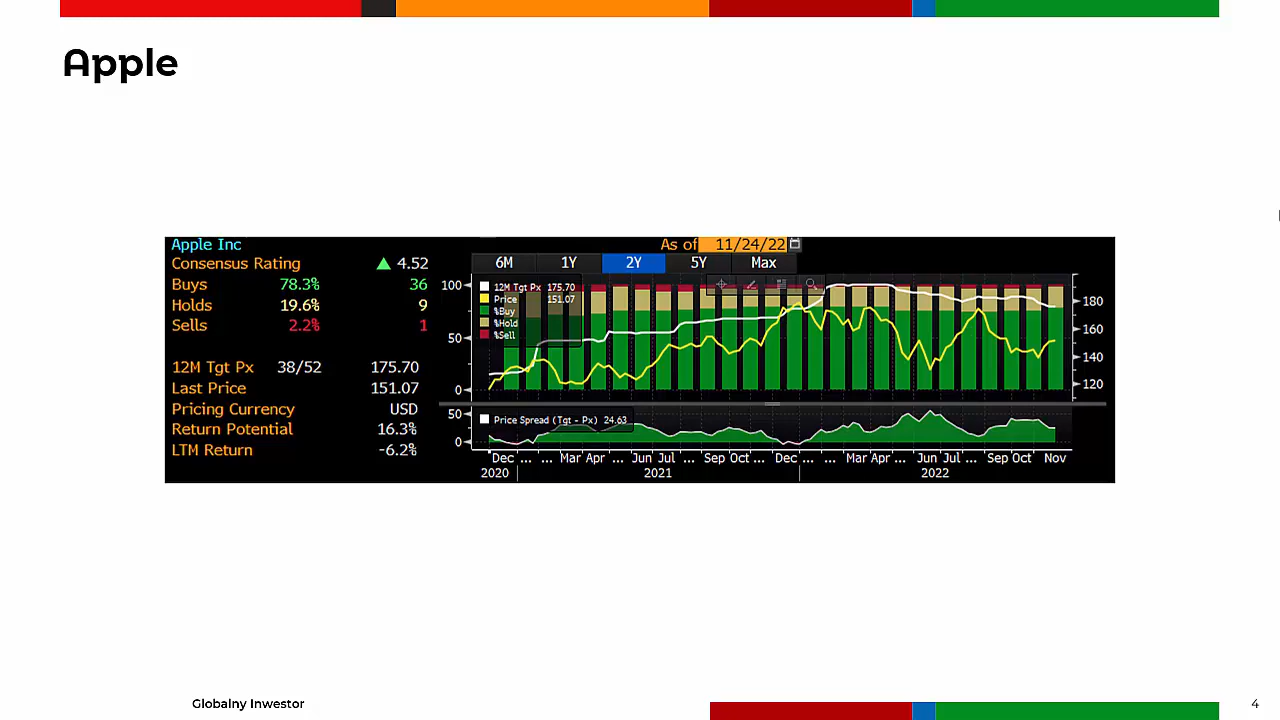 Apple
Apple Inc
As of 11/24/22
Consensus Rating ▲ 4.52
6M 1Y 2Y 5Y Max
Buys 78.3% 36
Holds 19.6% 9
Sells 2.2% 1
12M Tgt Px 38/52 175.70
Last Price 151.07
Pricing Currency USD
Return Potential 16.3%
LTM Return -6.2%
12M Tgt Px 175.70
Price 151.07
%Buy
%Hold
%Sell
100
50
0
180
160
140
120
Price Spread (Tgt - Px) 24.63
50
0
Dec ... ... Mar Apr ... Jun Jul ... Sep Oct ... Dec ... ... Mar Apr ... Jun Jul ... Sep Oct Nov
2020 2021 2022
Globalny Inwestor
4